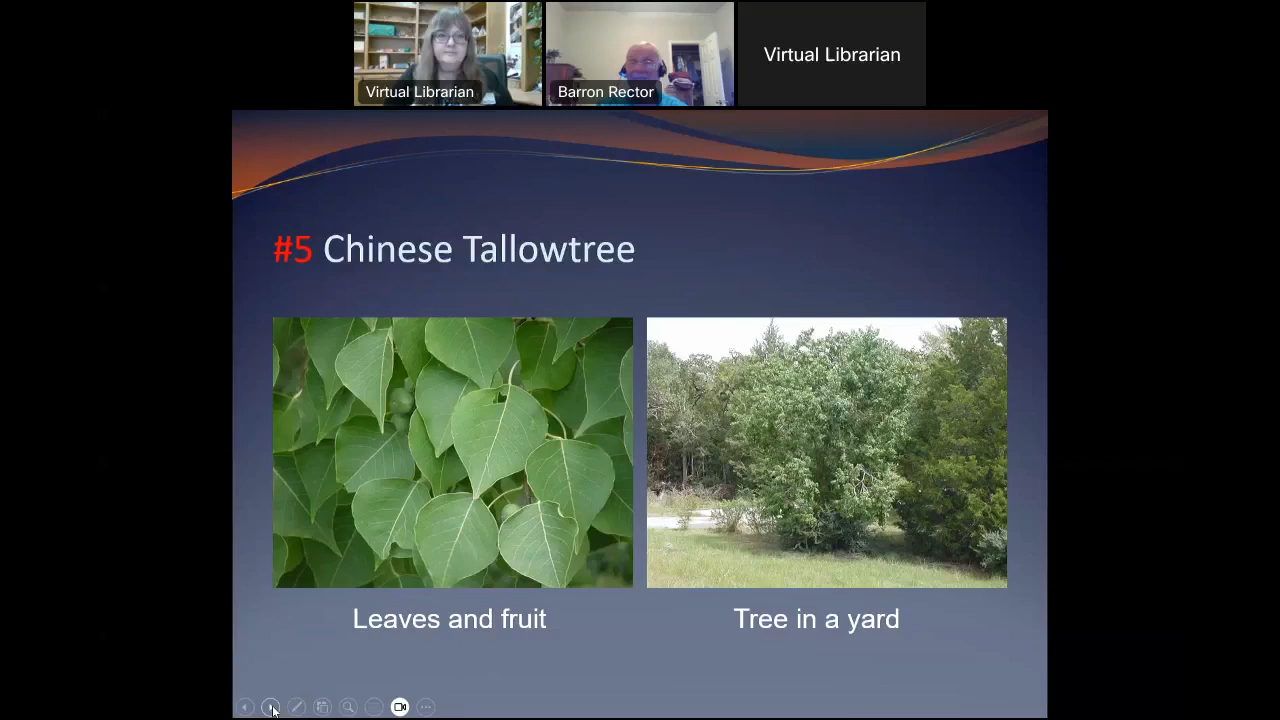 Virtual Librarian
Barron Rector
Virtual Librarian
#5 Chinese Tallowtree
Leaves and fruit
Tree in a yard